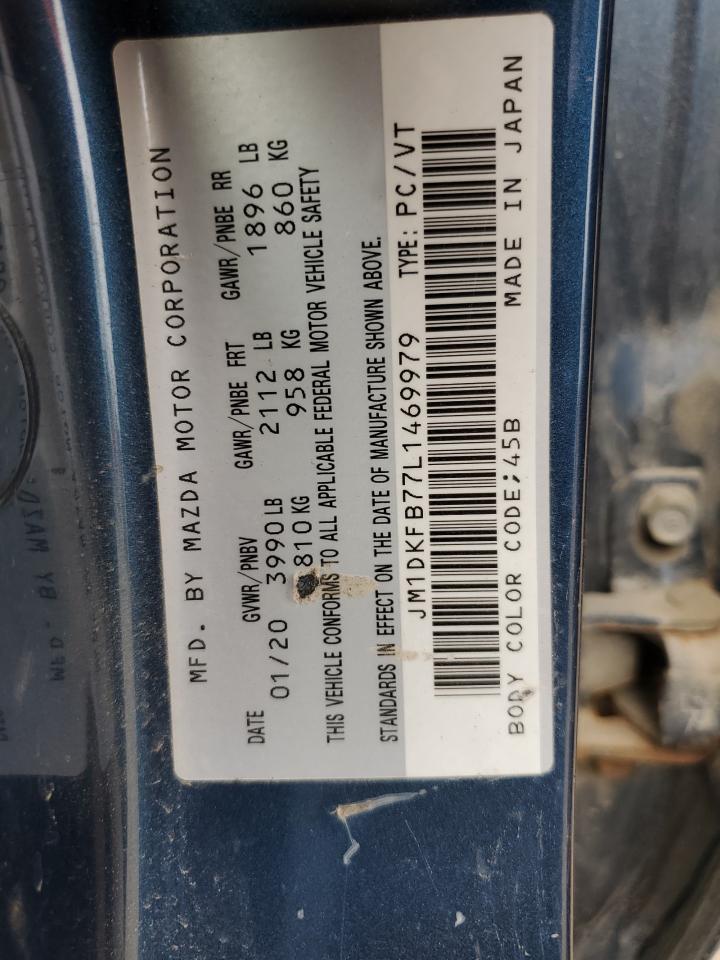 MFD. BY MAZDA MOTOR CORPORATION
DATE GVWR/PNBV GAWR/PNBE FRT GAWR/PNBE RR
01/20 3990 LB 2112 LB 1896 LB
810 KG 958 KG 860 KG
THIS VEHICLE CONFORMS TO ALL APPLICABLE FEDERAL MOTOR VEHICLE SAFETY
STANDARDS IN EFFECT ON THE DATE OF MANUFACTURE SHOWN ABOVE.
JM1DKFB77L1469979 TYPE: PC/VT
BODY COLOR CODE;45B MADE IN JAPAN